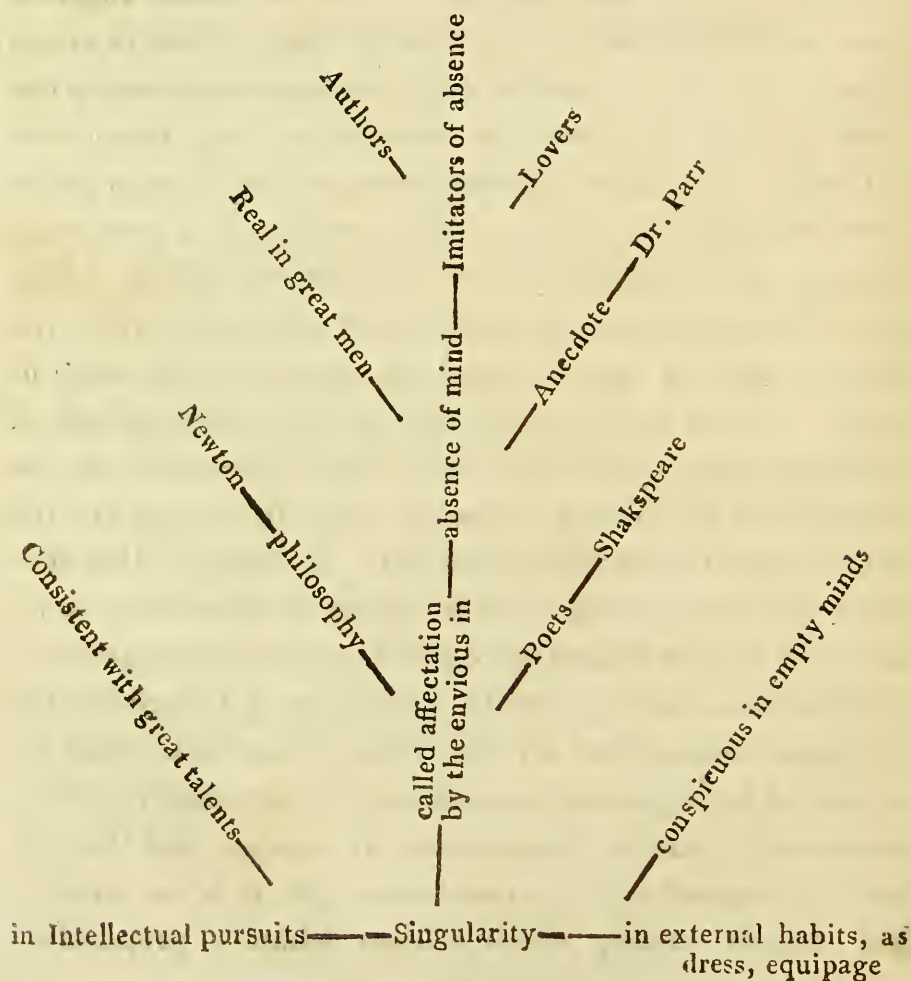 Authors
Imitators of absence
Lovers
Real in great men
Anecdote — Dr. Parr
absence of mind
Newton — philosophy
Poets — Shakspeare
called affectation
by the envious in
Consistent with great talents
conspicuous in empty minds
in Intellectual pursuits — Singularity — in external habits, as
dress, equipage